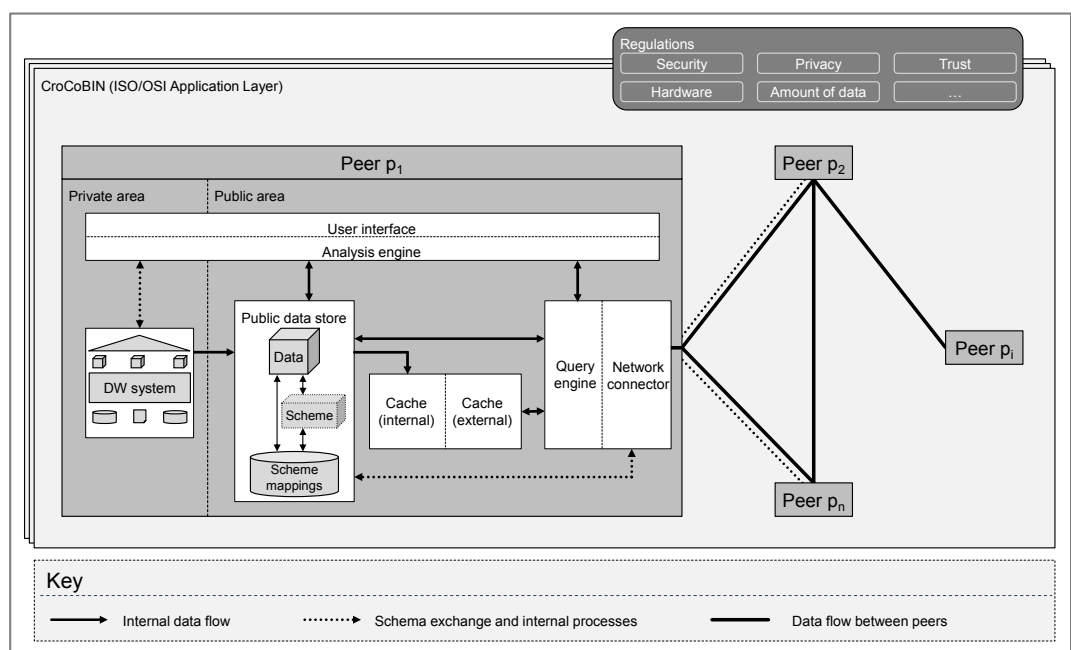 Regulations
Security
Privacy
Trust
Hardware
Amount of data
...
CroCoBIN (ISO/OSI Application Layer)
Peer p1
Private area
Public area
User interface
Analysis engine
Public data store
Data
Scheme
Scheme
mappings
DW system
Cache
(internal)
Cache
(external)
Query
engine
Network
connector
Peer p2
Peer pi
Peer pn
Key
Internal data flow
Schema exchange and internal processes
Data flow between peers